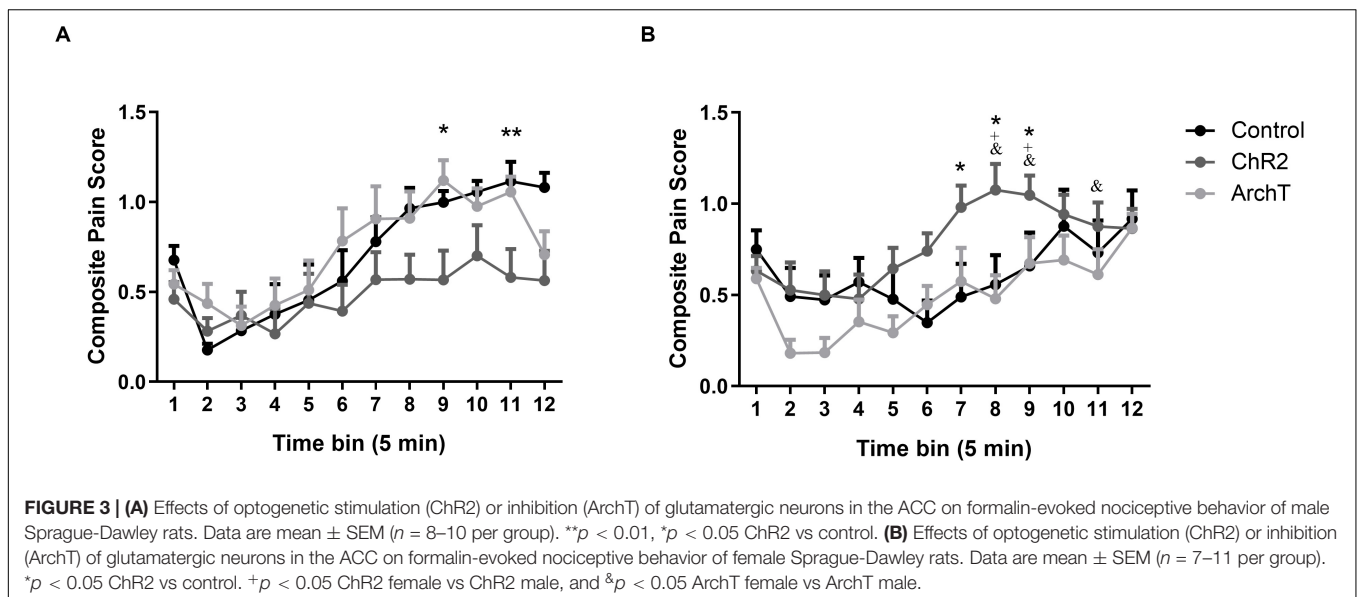 A
Composite Pain Score
1.5
1.0
0.5
0.0
* **
1 2 3 4 5 6 7 8 9 10 11 12
Time bin (5 min)
B
Composite Pain Score
1.5
1.0
0.5
0.0
* * *
+ +
& & &
1 2 3 4 5 6 7 8 9 10 11 12
Time bin (5 min)
Control
ChR2
ArchT
FIGURE 3 | (A) Effects of optogenetic stimulation (ChR2) or inhibition (ArchT) of glutamatergic neurons in the ACC on formalin-evoked nociceptive behavior of male
Sprague-Dawley rats. Data are mean ± SEM (n = 8–10 per group). **p < 0.01, *p < 0.05 ChR2 vs control. (B) Effects of optogenetic stimulation (ChR2) or inhibition
(ArchT) of glutamatergic neurons in the ACC on formalin-evoked nociceptive behavior of female Sprague-Dawley rats. Data are mean ± SEM (n = 7–11 per group).
*p < 0.05 ChR2 vs control. +p < 0.05 ChR2 female vs ChR2 male, and &p < 0.05 ArchT female vs ArchT male.